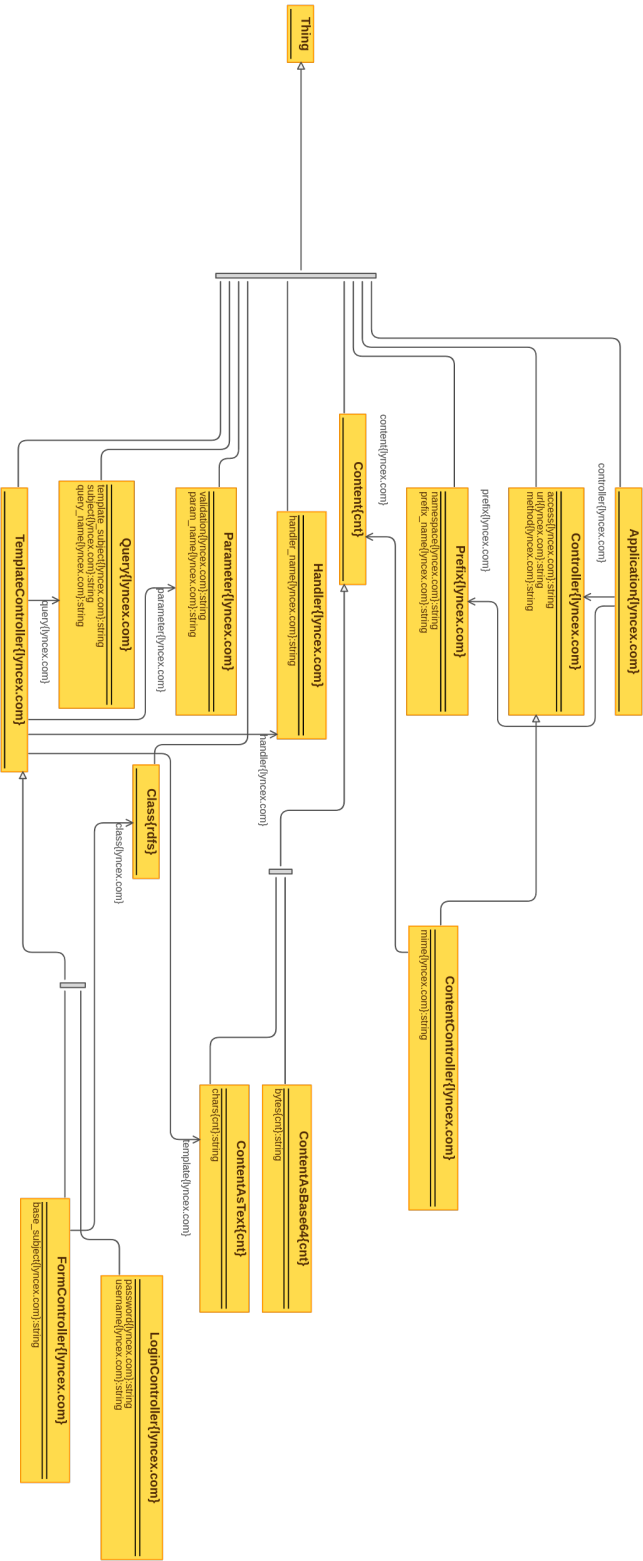 Thing
Application{lyncex.com}
controller{lyncex.com}
Controller{lyncex.com}
access{lyncex.com}:string
url{lyncex.com}:string
method{lyncex.com}:string
prefix{lyncex.com}
Prefix{lyncex.com}
namespace{lyncex.com}:string
prefix_name{lyncex.com}:string
content{lyncex.com}
Content{cnt}
Handler{lyncex.com}
handler_name{lyncex.com}:string
handler{lyncex.com}
Parameter{lyncex.com}
validation{lyncex.com}:string
param_name{lyncex.com}:string
parameter{lyncex.com}
Query{lyncex.com}
template_subject{lyncex.com}:string
subject{lyncex.com}:string
query_name{lyncex.com}:string
query{lyncex.com}
TemplateController{lyncex.com}
Class{rdfs}
class{lyncex.com}
ContentController{lyncex.com}
mime{lyncex.com}:string
ContentAsBase64{cnt}
bytes{cnt}:string
ContentAsText{cnt}
chars{cnt}:string
template{lyncex.com}
LoginController{lyncex.com}
password{lyncex.com}:string
username{lyncex.com}:string
FormController{lyncex.com}
base_subject{lyncex.com}:string